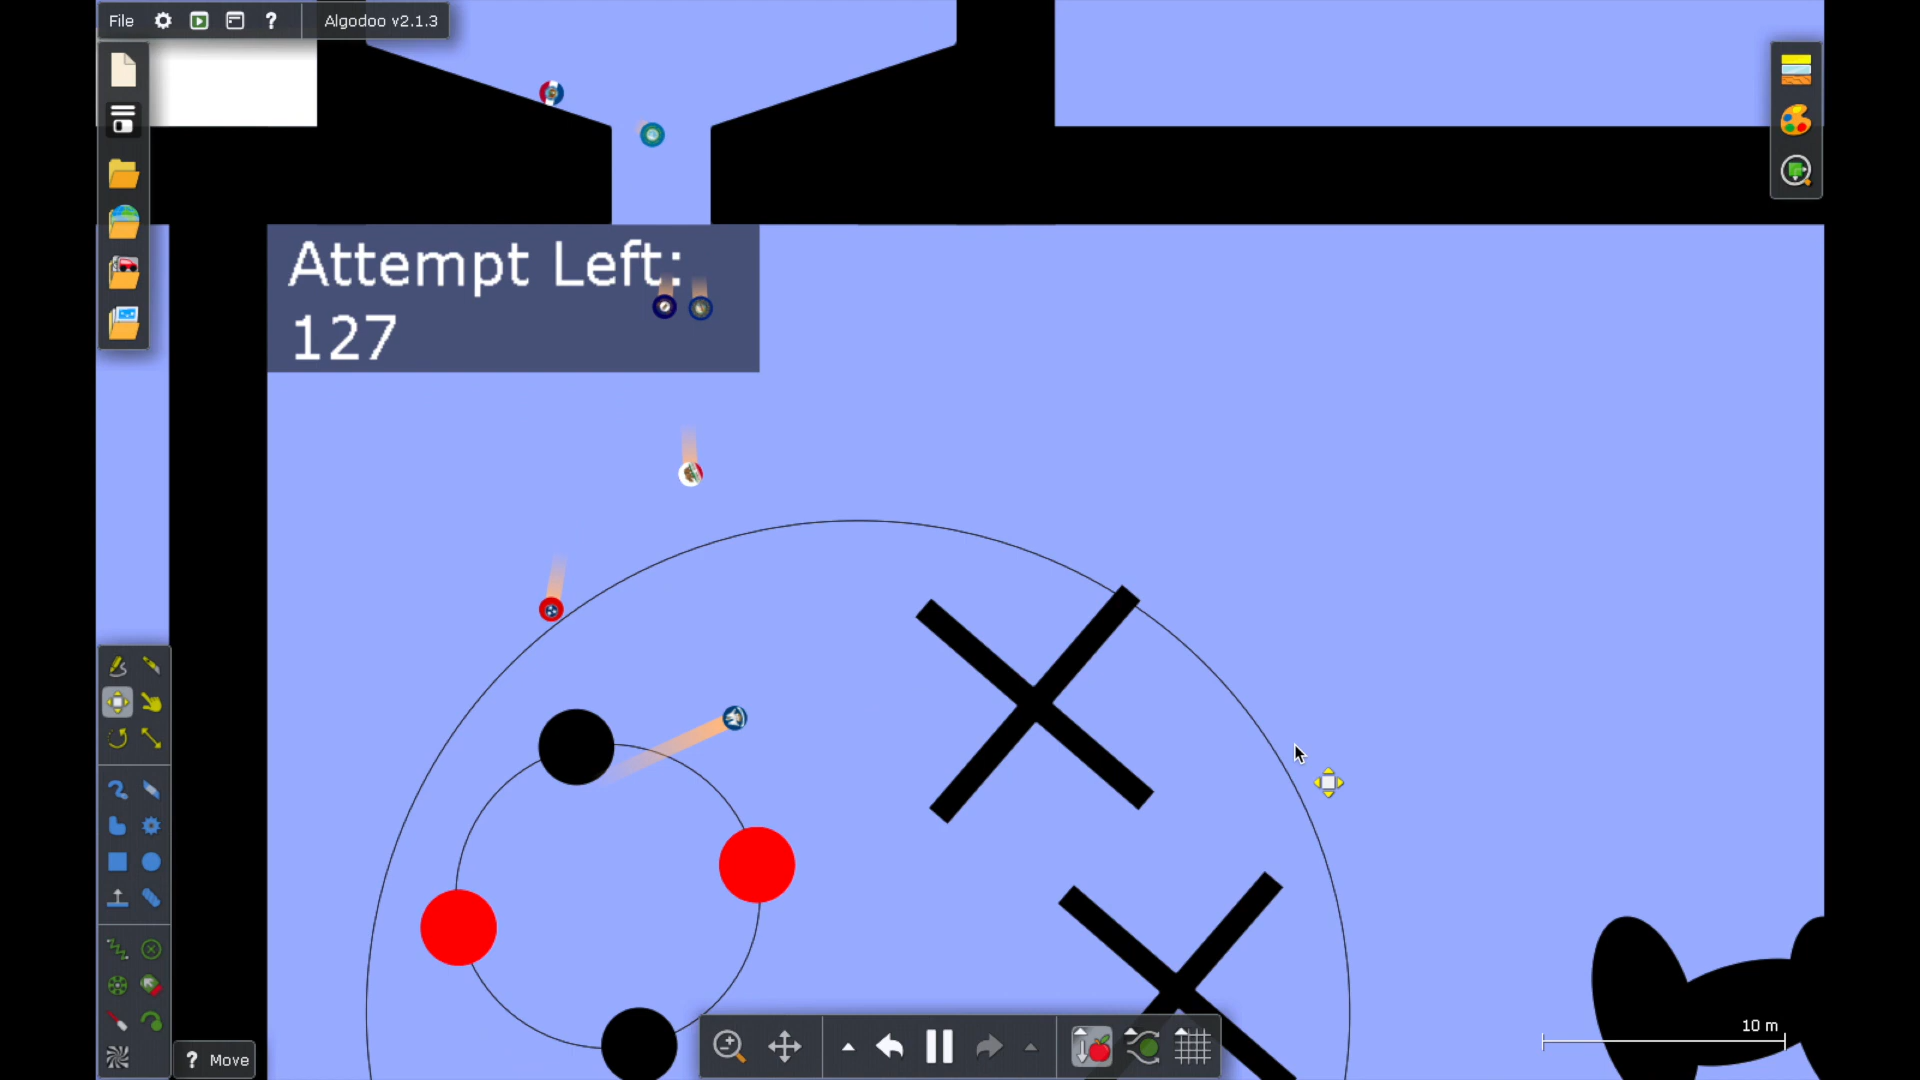 File
?
Algodoo v2.1.3
Attempt Left:
127
10 m
? Move